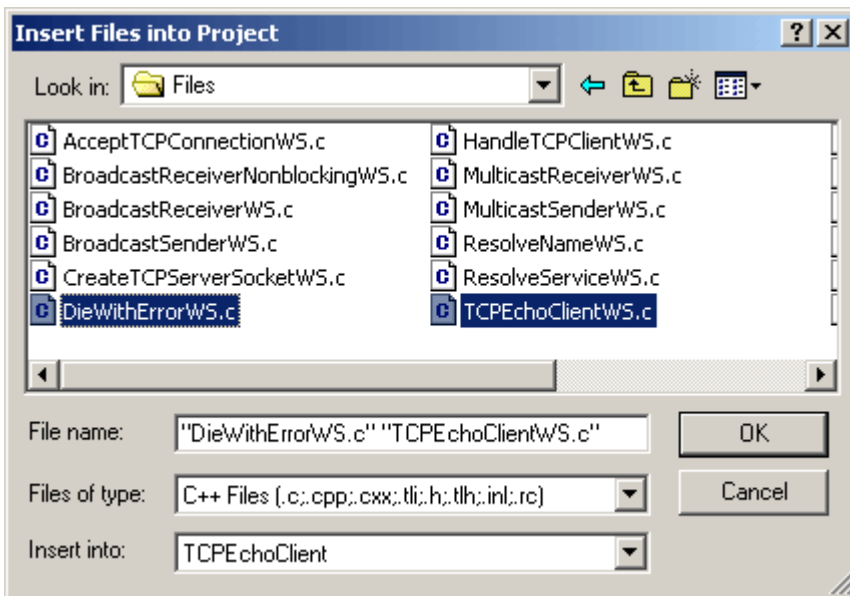 Insert Files into Project
Look in: Files
AcceptTCPConnectionWS.c HandleTCPClientWS.c
BroadcastReceiverNonblockingWS.c MulticastReceiverWS.c
BroadcastReceiverWS.c MulticastSenderWS.c
BroadcastSenderWS.c ResolveNameWS.c
CreateTCPServerSocketWS.c ResolveServiceWS.c
DieWithErrorWS.c TCPEchoClientWS.c
File name: "DieWithErrorWS.c" "TCPEchoClientWS.c" OK
Files of type: C++ Files (.c;.cpp;.cxx;.tli;.h;.tlh;.inl;.rc) Cancel
Insert into: TCPEchoClient